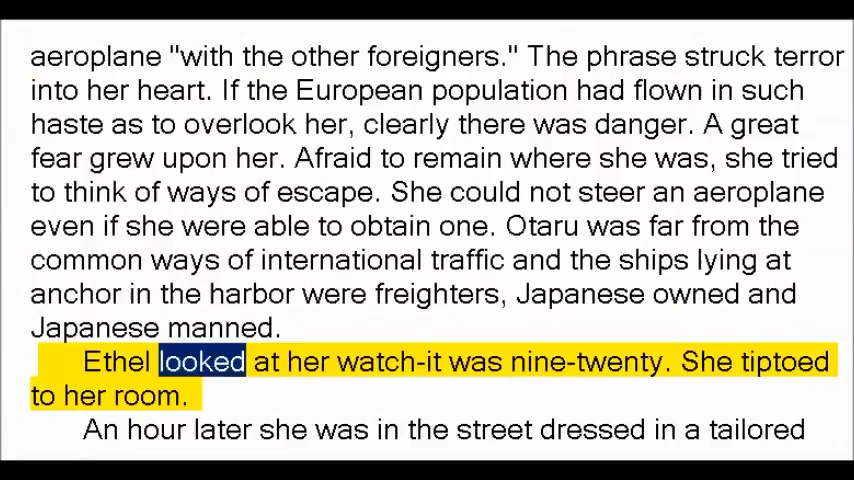 aeroplane "with the other foreigners." The phrase struck terror
into her heart. If the European population had flown in such
haste as to overlook her, clearly there was danger. A great
fear grew upon her. Afraid to remain where she was, she tried
to think of ways of escape. She could not steer an aeroplane
even if she were able to obtain one. Otaru was far from the
common ways of international traffic and the ships lying at
anchor in the harbor were freighters, Japanese owned and
Japanese manned.
Ethel looked at her watch-it was nine-twenty. She tiptoed
to her room.
An hour later she was in the street dressed in a tailored